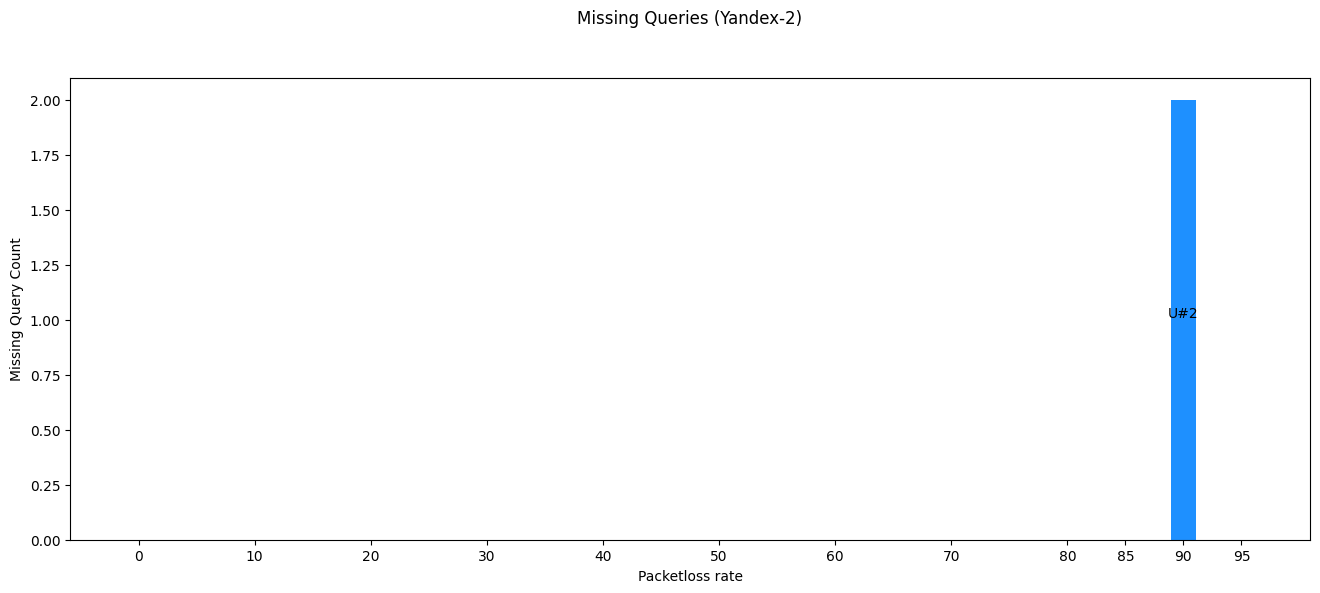 Missing Queries (Yandex-2)
Missing Query Count
2.00
1.75
1.50
1.25
1.00
0.75
0.50
0.25
0.00
U#2
0 10 20 30 40 50 60 70 80 85 90 95
Packetloss rate